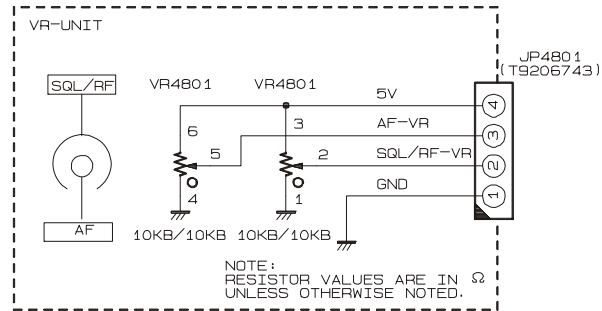 VR-UNIT
JP4801
(T9206743)
SQL/RF
VR4801
VR4801
5V
4
6
3
AF-VR
3
5
2
SQL/RF-VR
2
4
1
GND
1
AF
10KB/10KB
10KB/10KB
NOTE:
RESISTOR VALUES ARE IN Ω
UNLESS OTHERWISE NOTED.